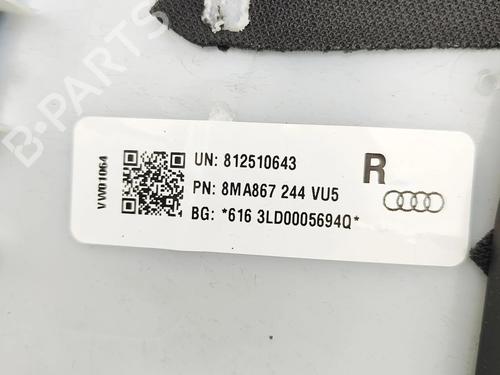 B-PARTS
VW01064
UN: 812510643
R
PN: 8MA867 244 VU5
BG: *616 3LD0005694Q*